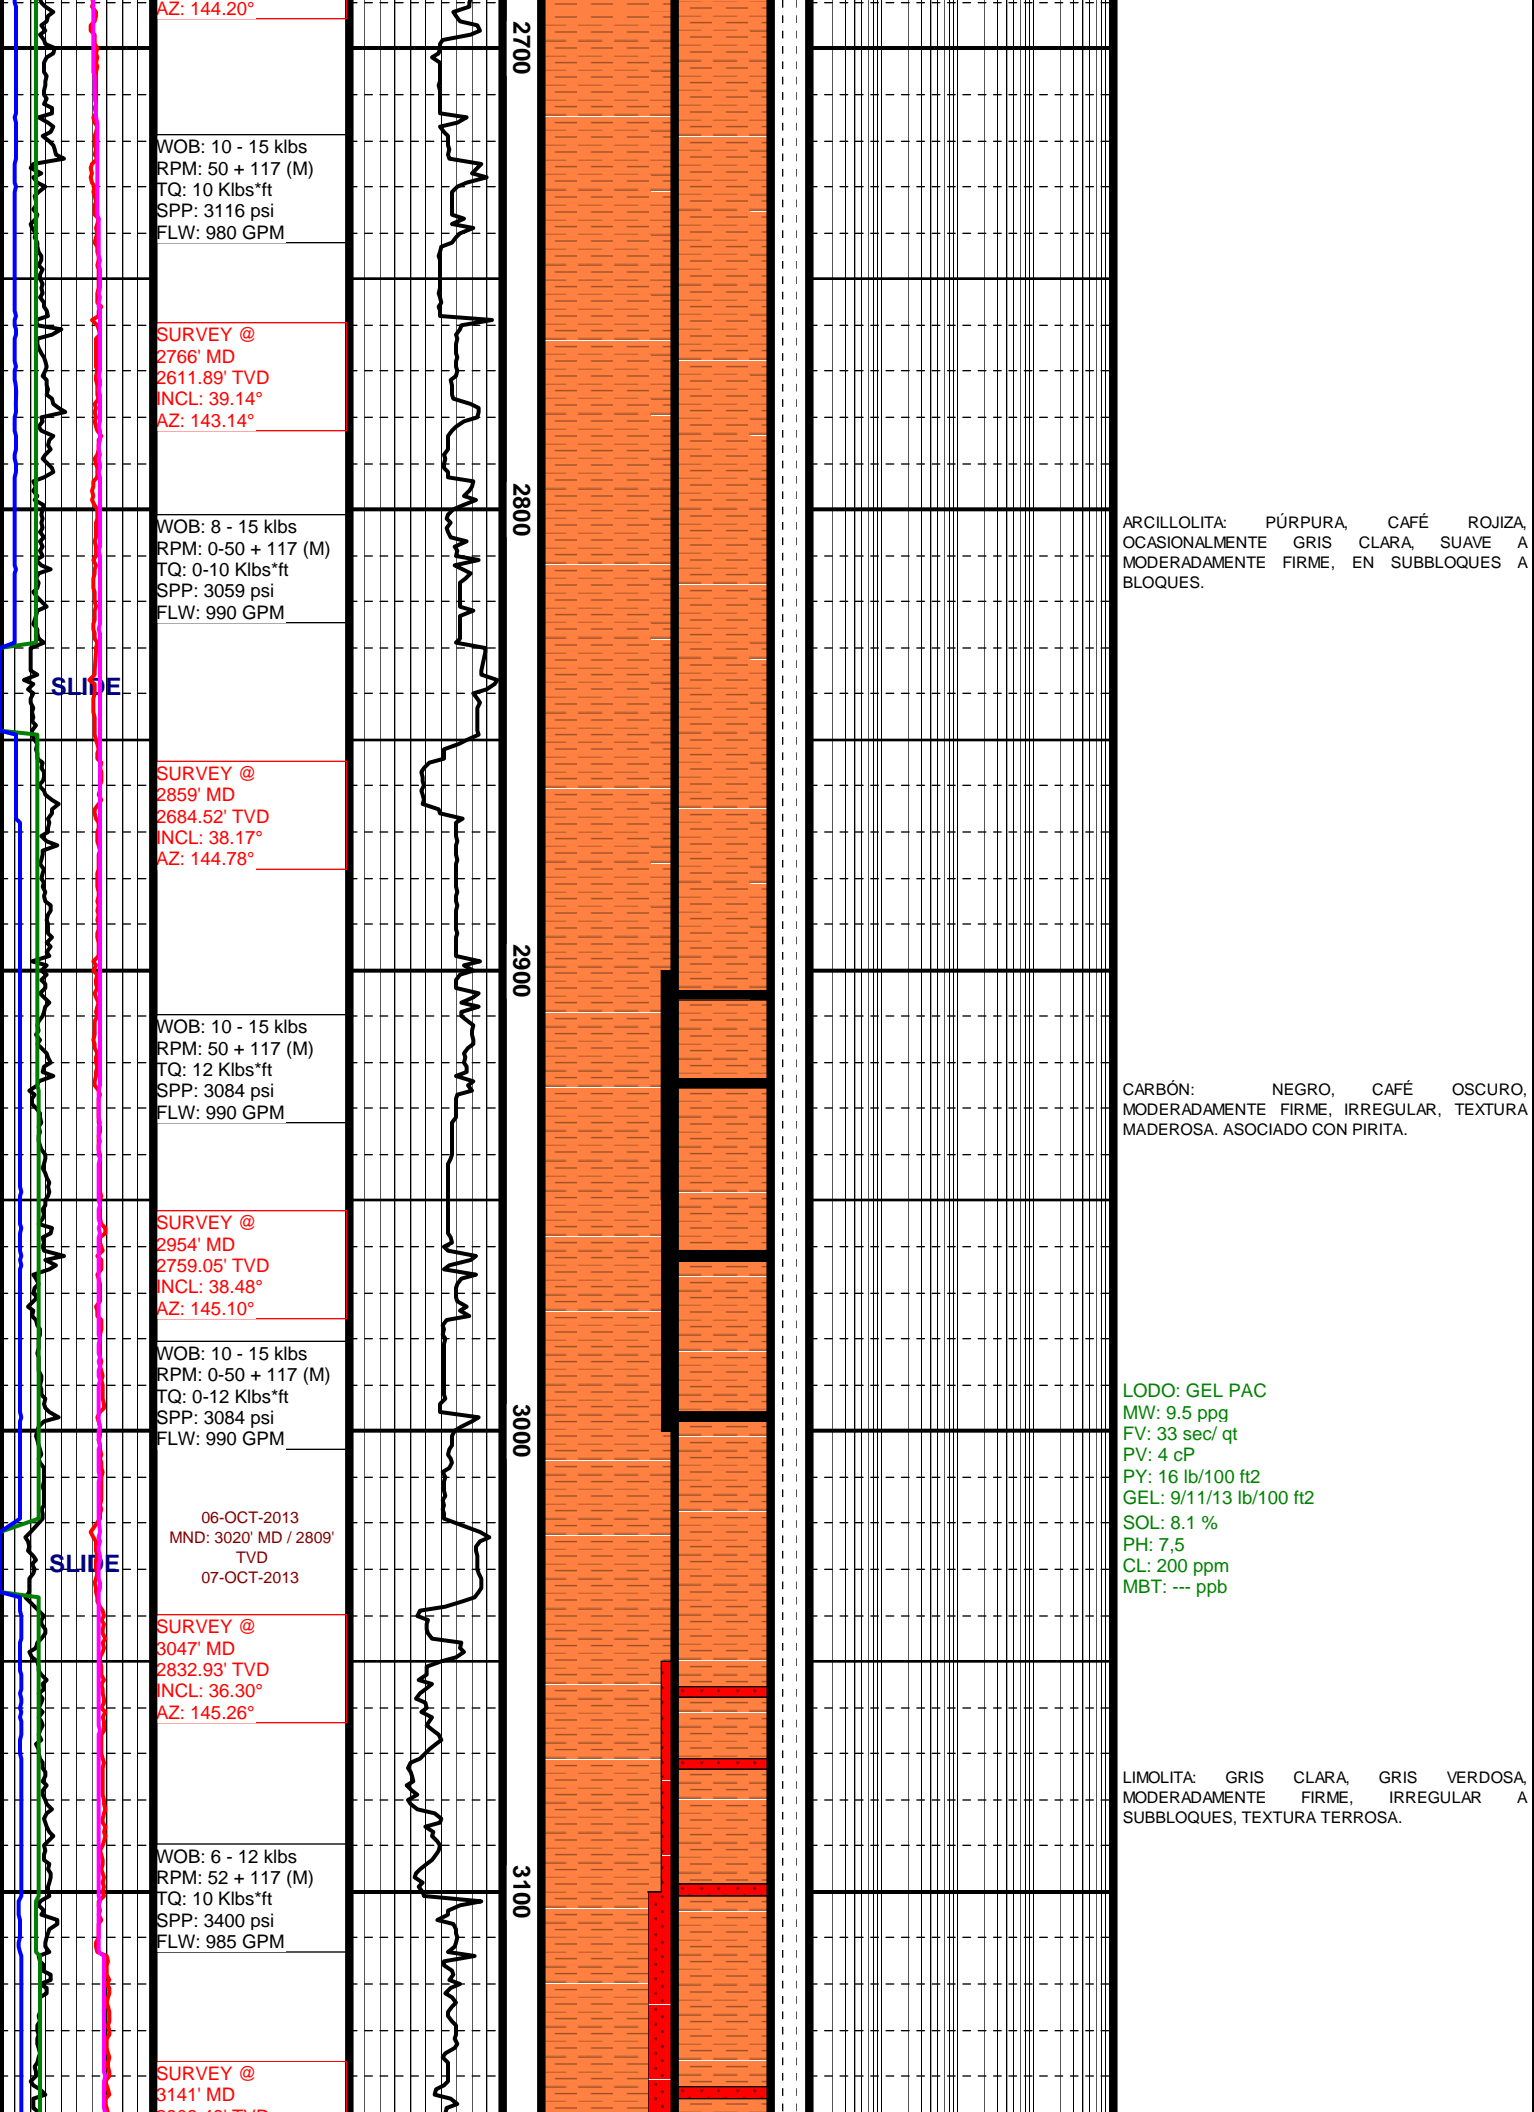 AZ: 144.20°
2700
WOB: 10 - 15 klbs
RPM: 50 + 117 (M)
TQ: 10 Klbs*ft
SPP: 3116 psi
FLW: 980 GPM
SURVEY @
2766' MD
2611.89' TVD
INCL: 39.14°
AZ: 143.14°
2800
WOB: 8 - 15 klbs
RPM: 0-50 + 117 (M)
TQ: 0-10 Klbs*ft
SPP: 3059 psi
FLW: 990 GPM
ARCILLOLITA: PÚRPURA, CAFÉ ROJIZA,
OCASIONALMENTE GRIS CLARA, SUAVE A
MODERADAMENTE FIRME, EN SUBBLOQUES A
BLOQUES.
SLIDE
SURVEY @
2859' MD
2684.52' TVD
INCL: 38.17°
AZ: 144.78°
2900
WOB: 10 - 15 klbs
RPM: 50 + 117 (M)
TQ: 12 Klbs*ft
SPP: 3084 psi
FLW: 990 GPM
CARBÓN: NEGRO, CAFÉ OSCURO,
MODERADAMENTE FIRME, IRREGULAR, TEXTURA
MADEROSA. ASOCIADO CON PIRITA.
SURVEY @
2954' MD
2759.05' TVD
INCL: 38.48°
AZ: 145.10°
WOB: 10 - 15 klbs
RPM: 0-50 + 117 (M)
TQ: 0-12 Klbs*ft
SPP: 3084 psi
FLW: 990 GPM
3000
LODO: GEL PAC
MW: 9.5 ppg
FV: 33 sec/ qt
PV: 4 cP
PY: 16 lb/100 ft2
GEL: 9/11/13 lb/100 ft2
SOL: 8.1 %
PH: 7,5
CL: 200 ppm
MBT: --- ppb
06-OCT-2013
MND: 3020' MD / 2809'
TVD
07-OCT-2013
SLIDE
SURVEY @
3047' MD
2832.93' TVD
INCL: 36.30°
AZ: 145.26°
LIMOLITA: GRIS CLARA, GRIS VERDOSA,
MODERADAMENTE FIRME, IRREGULAR A
SUBBLOQUES, TEXTURA TERROSA.
WOB: 6 - 12 klbs
RPM: 52 + 117 (M)
TQ: 10 Klbs*ft
SPP: 3400 psi
FLW: 985 GPM
3100
SURVEY @
3141' MD